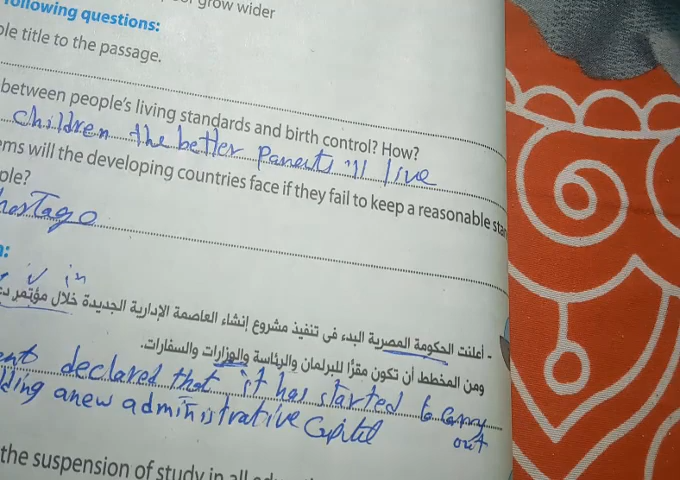 grow wider
following questions:
ple title to the passage.
between people's living standards and birth control? How?
children the better parents 'll live
ems will the developing countries face if they fail to keep a reasonable sta
ple?
hortage
in
- أعلنت الحكومة المصرية البدء فى تنفيذ مشروع إنشاء العاصمة الإدارية الجديدة خلال مؤتمر
ومن المخطط أن تكون مقرًا للبرلمان والرئاسة والوزارات والسفارات.
ent declared that it has started to carry out
lding a new administrative capital
the suspension of study in all